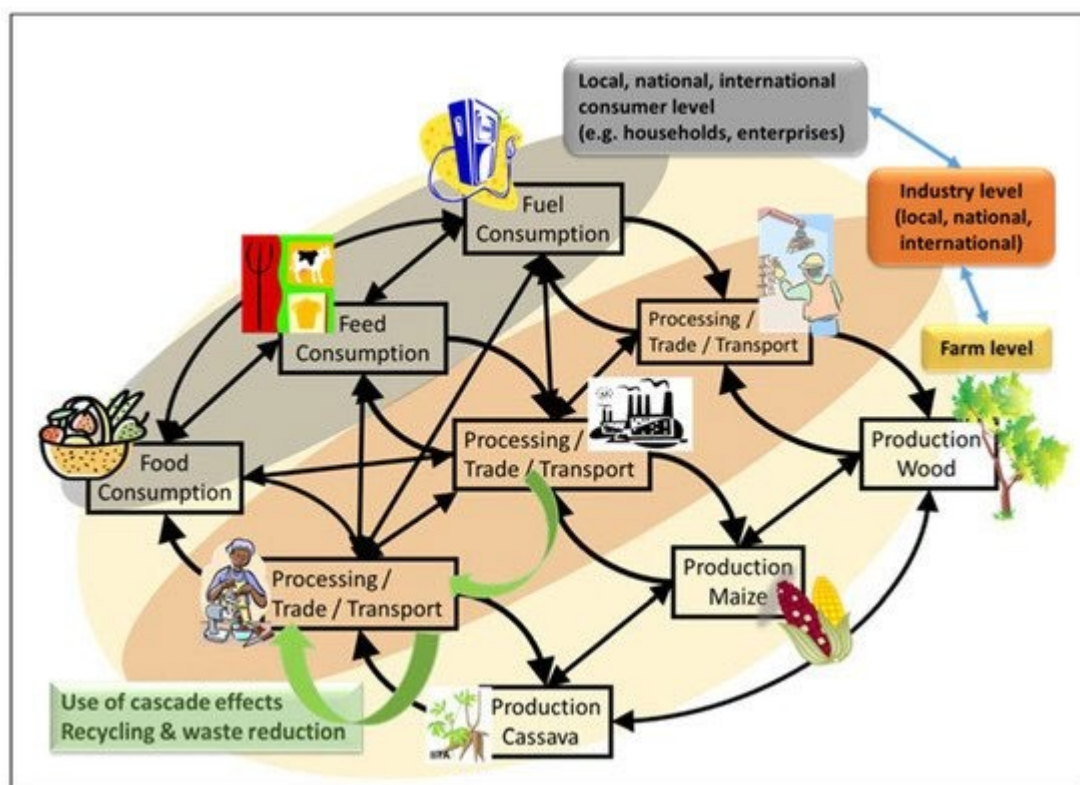 Local, national, international
consumer level
(e.g. households, enterprises)
Industry level
(local, national,
international)
Farm level
Fuel
Consumption
Feed
Consumption
Processing /
Trade / Transport
Food
Consumption
Processing /
Trade / Transport
Production
Wood
Processing /
Trade / Transport
Production
Maize
Use of cascade effects
Recycling & waste reduction
Production
Cassava